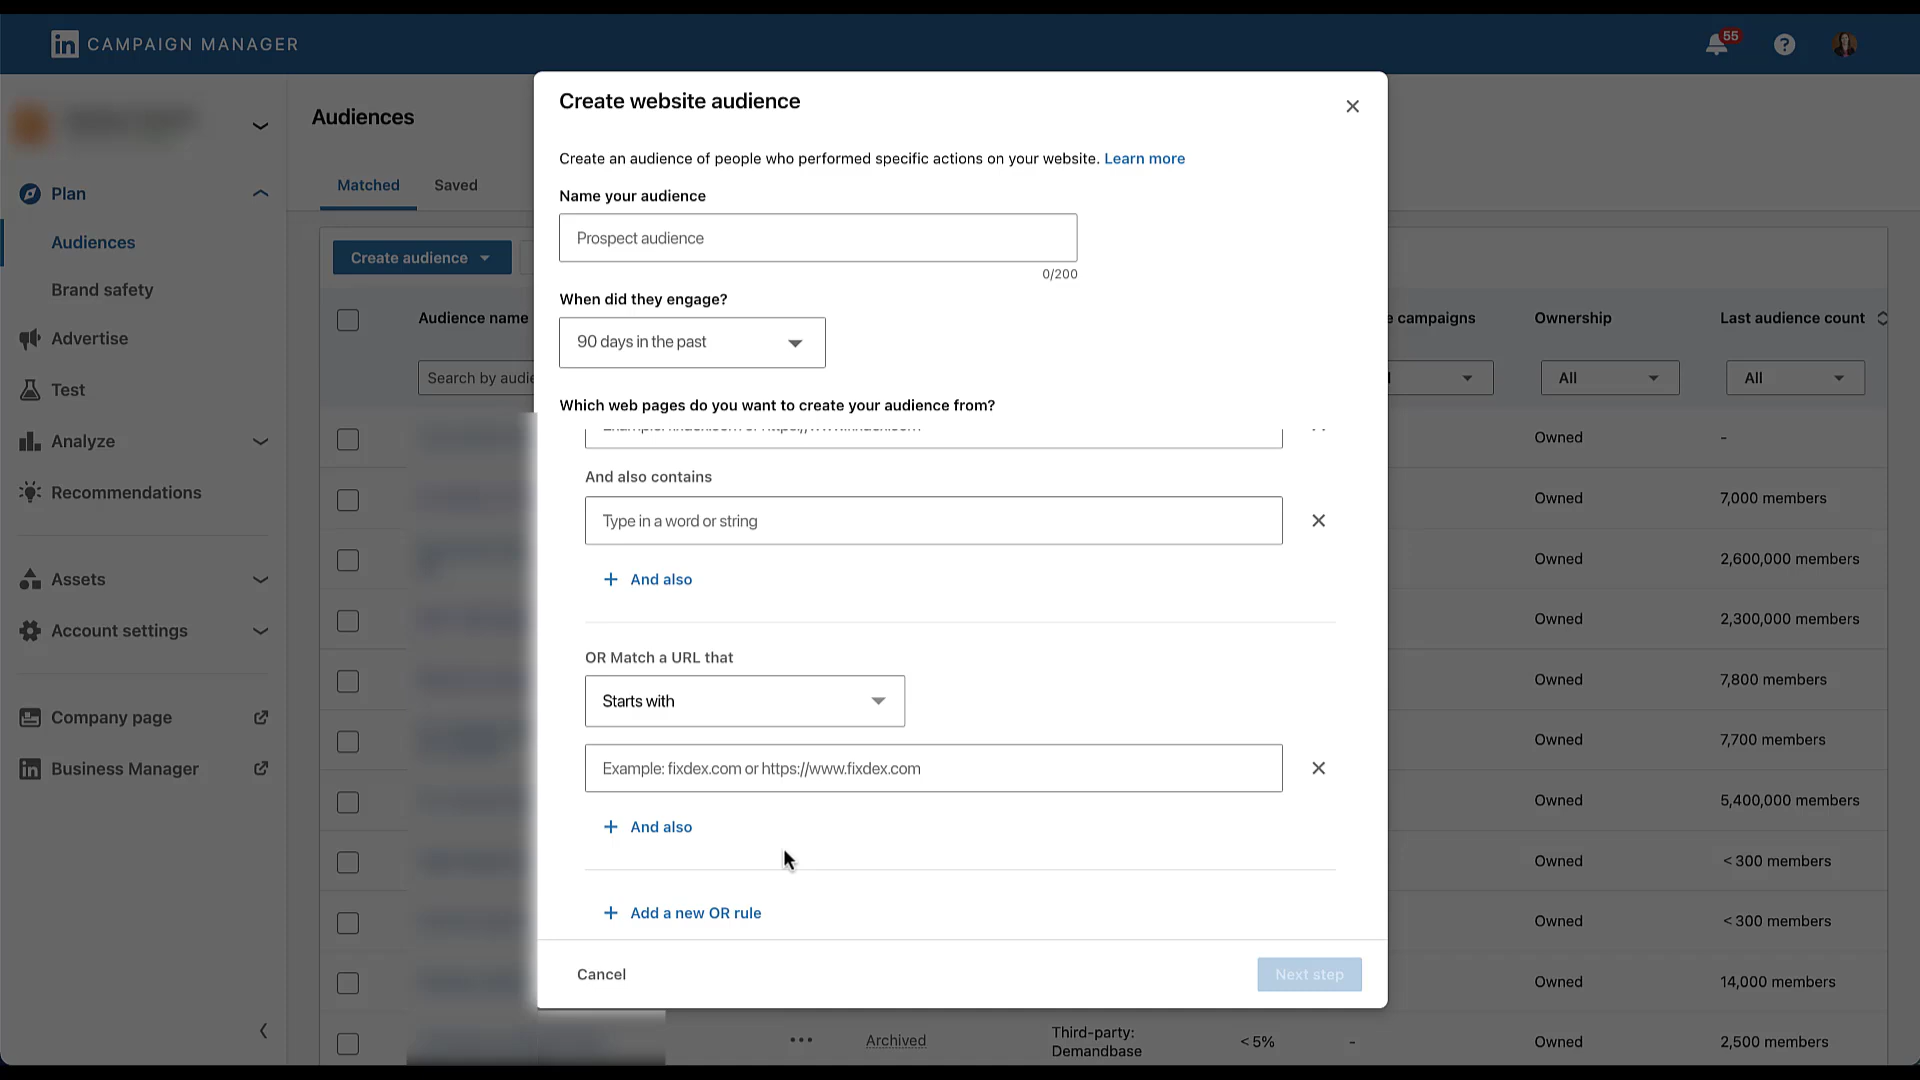 in CAMPAIGN MANAGER
55
?
Plan
Audiences
Brand safety
Advertise
Test
Analyze
Recommendations
Assets
Account settings
Company page
in Business Manager
Audiences
Matched
Saved
Create audience
Audience name
e campaigns
Ownership
Last audience count
Search by audie
All
All
Owned
-
Owned
7,000 members
Owned
2,600,000 members
Owned
2,300,000 members
Owned
7,800 members
Owned
7,700 members
Owned
5,400,000 members
Owned
< 300 members
Owned
< 300 members
Owned
14,000 members
Archived
Third-party:
Demandbase
< 5%
-
Owned
2,500 members
Create website audience
Create an audience of people who performed specific actions on your website. Learn more
Name your audience
Prospect audience
0/200
When did they engage?
90 days in the past
Which web pages do you want to create your audience from?
And also contains
Type in a word or string
+ And also
OR Match a URL that
Starts with
Example: fixdex.com or https://www.fixdex.com
+ And also
+ Add a new OR rule
Cancel
Next step